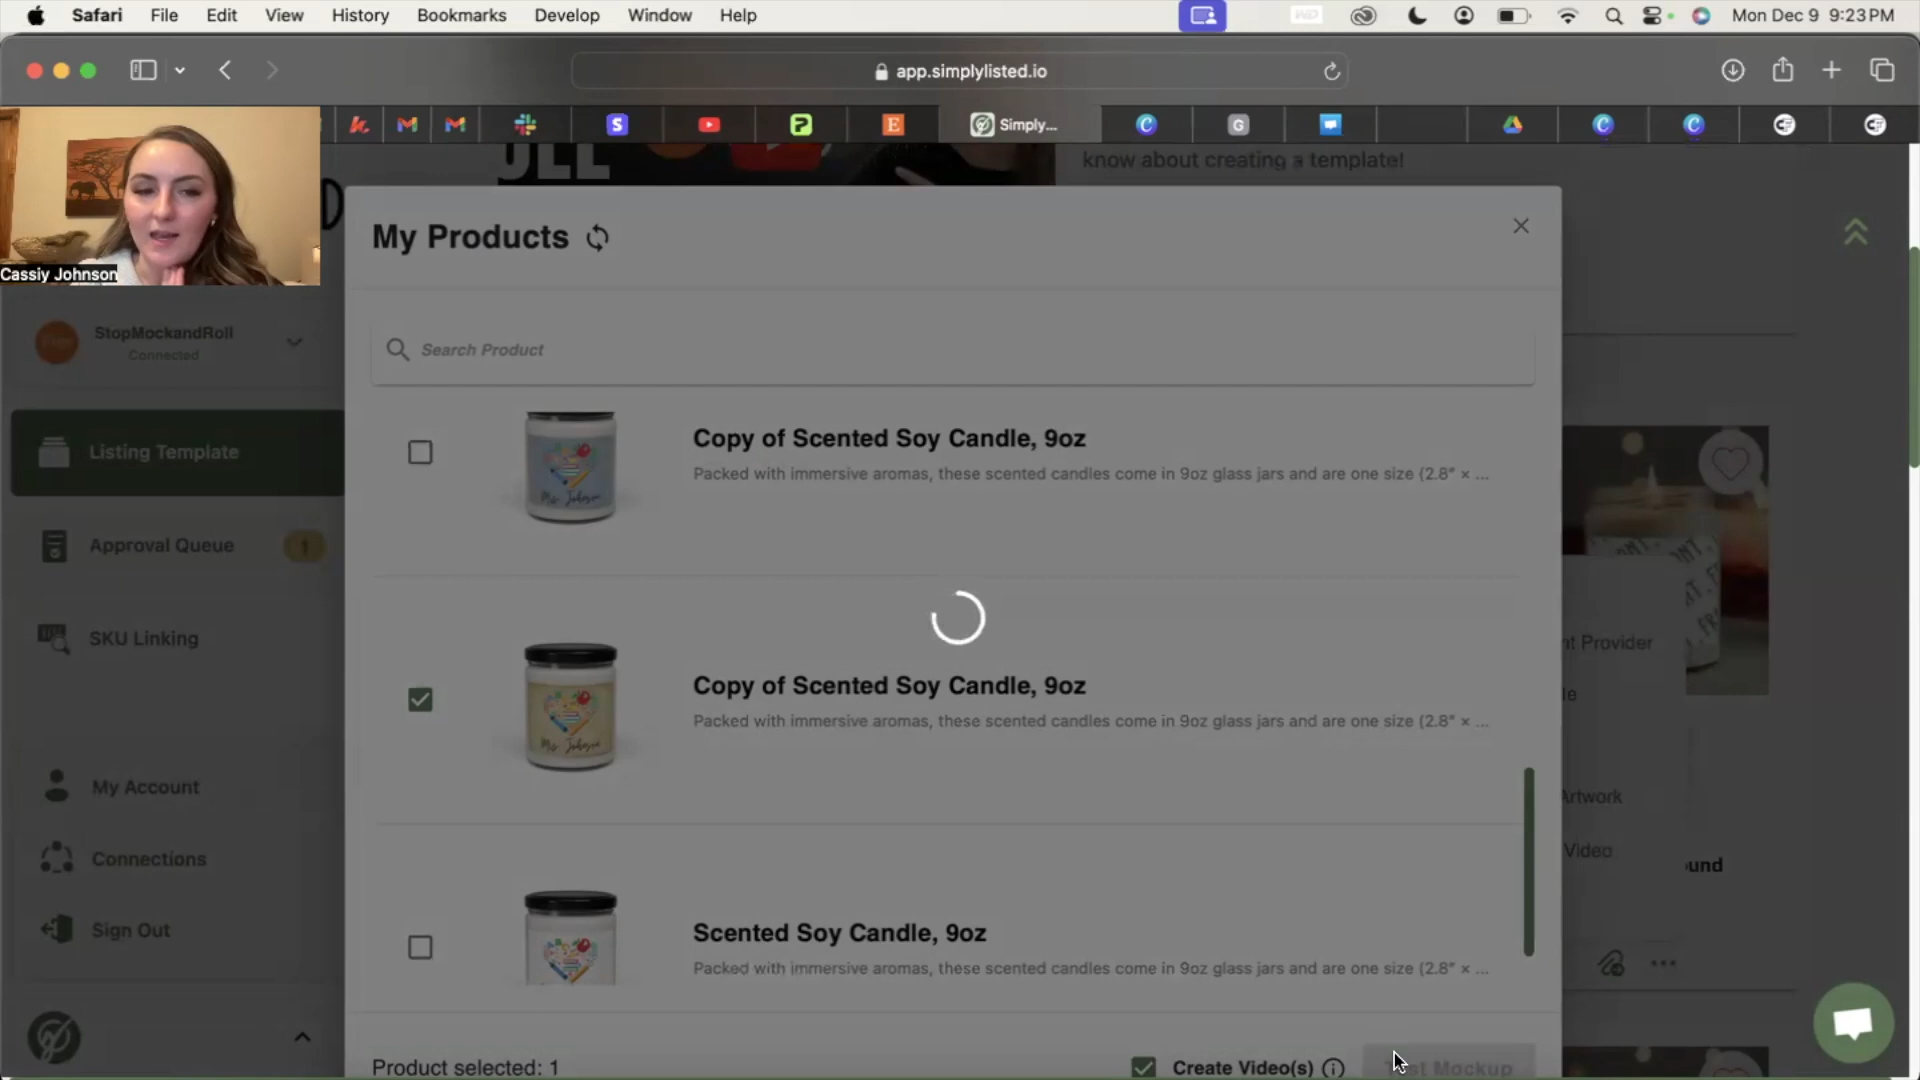 Safari File Edit View History Bookmarks Develop Window Help Mon Dec 9 9:23 PM
app.simplylisted.io
Simply...
know about creating a template!
My Products
Cassiy Johnson
StopMockandRoll
Connected
Search Product
Listing Template
Copy of Scented Soy Candle, 9oz
Packed with immersive aromas, these scented candles come in 9oz glass jars and are one size (2.8″ × ...
Approval Queue 1
SKU Linking
nt Provider
Copy of Scented Soy Candle, 9oz
Packed with immersive aromas, these scented candles come in 9oz glass jars and are one size (2.8″ × ...
My Account
Artwork
Connections
Video
und
Sign Out
Scented Soy Candle, 9oz
Packed with immersive aromas, these scented candles come in 9oz glass jars and are one size (2.8″ × ...
Product selected: 1
Create Video(s)
st Mockup